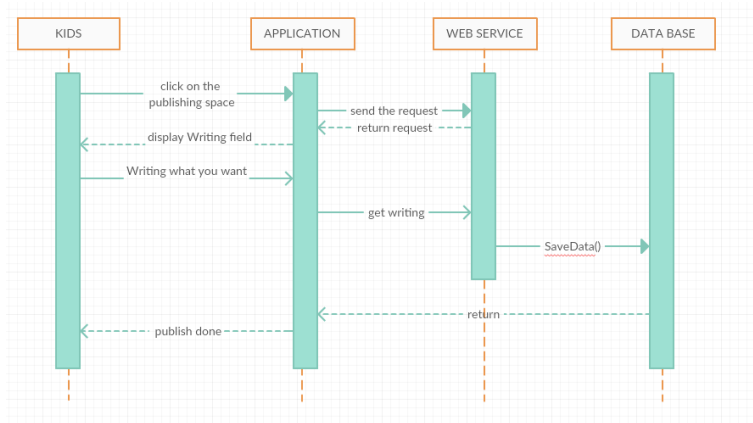 KIDS
APPLICATION
WEB SERVICE
DATA BASE
click on the
publishing space
send the request
return request
display Writing field
Writing what you want
get writing
SaveData()
return
publish done